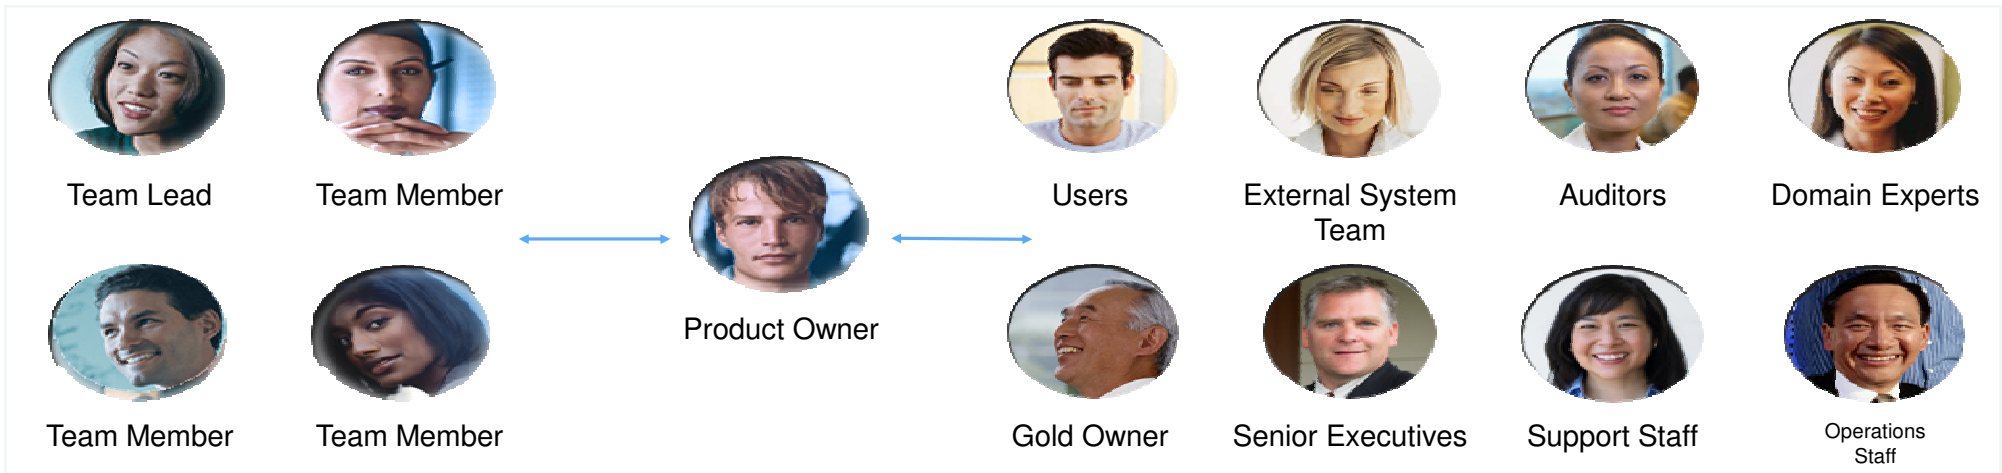 Team Lead
Team Member
Users
External System
Team
Auditors
Domain Experts
Product Owner
Team Member
Team Member
Gold Owner
Senior Executives
Support Staff
Operations
Staff